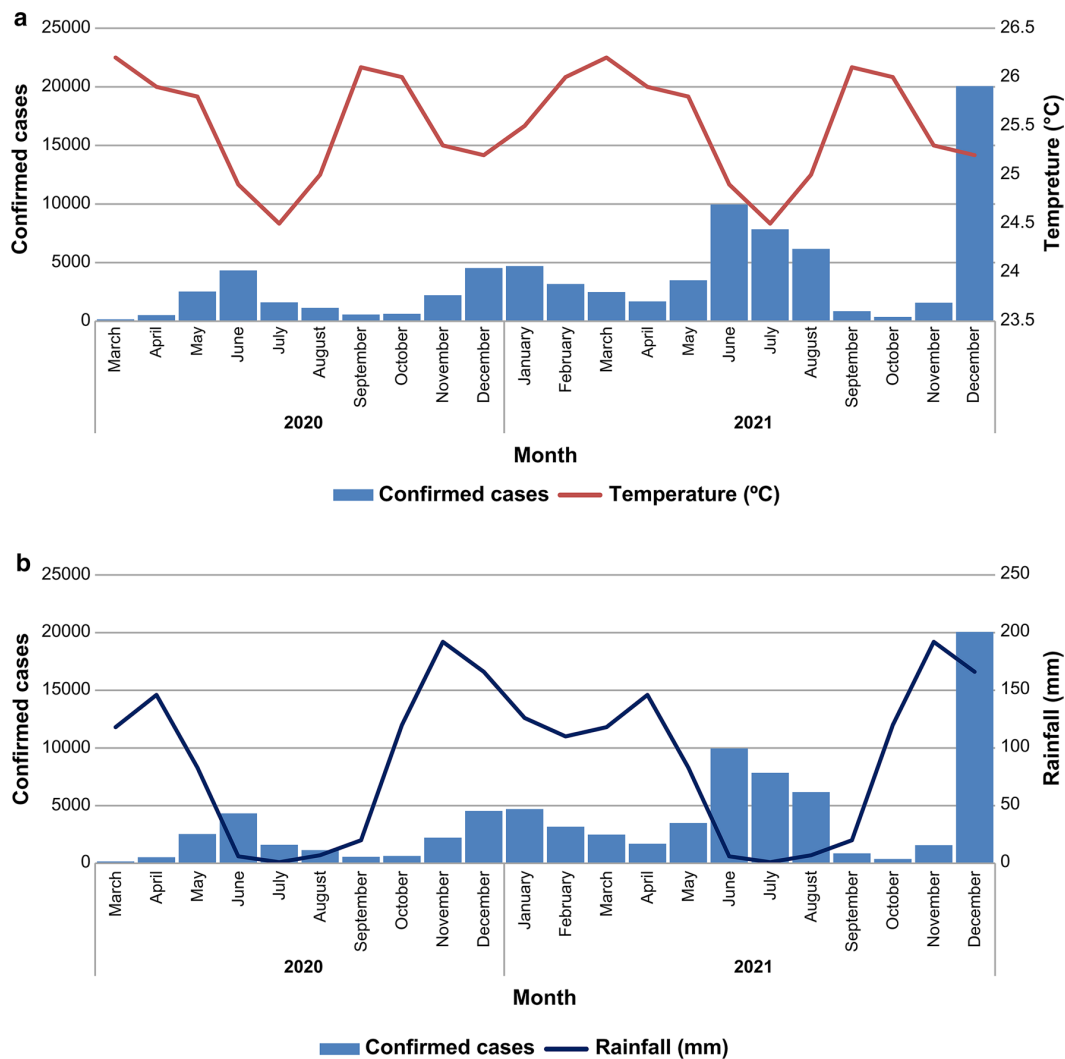 a
25000
20000
15000
10000
5000
0
Confirmed cases
26.5
26
25.5
25
24.5
24
23.5
Tempreture (°C)
March
April
May
June
July
August
September
October
November
December
January
February
March
April
May
June
July
August
September
October
November
December
2020
2021
Month
Confirmed cases
Temperature (ºC)
b
25000
20000
15000
10000
5000
0
Confirmed cases
250
200
150
100
50
0
Rainfall (mm)
March
April
May
June
July
August
September
October
November
December
January
February
March
April
May
June
July
August
September
October
November
December
2020
2021
Month
Confirmed cases
Rainfall (mm)